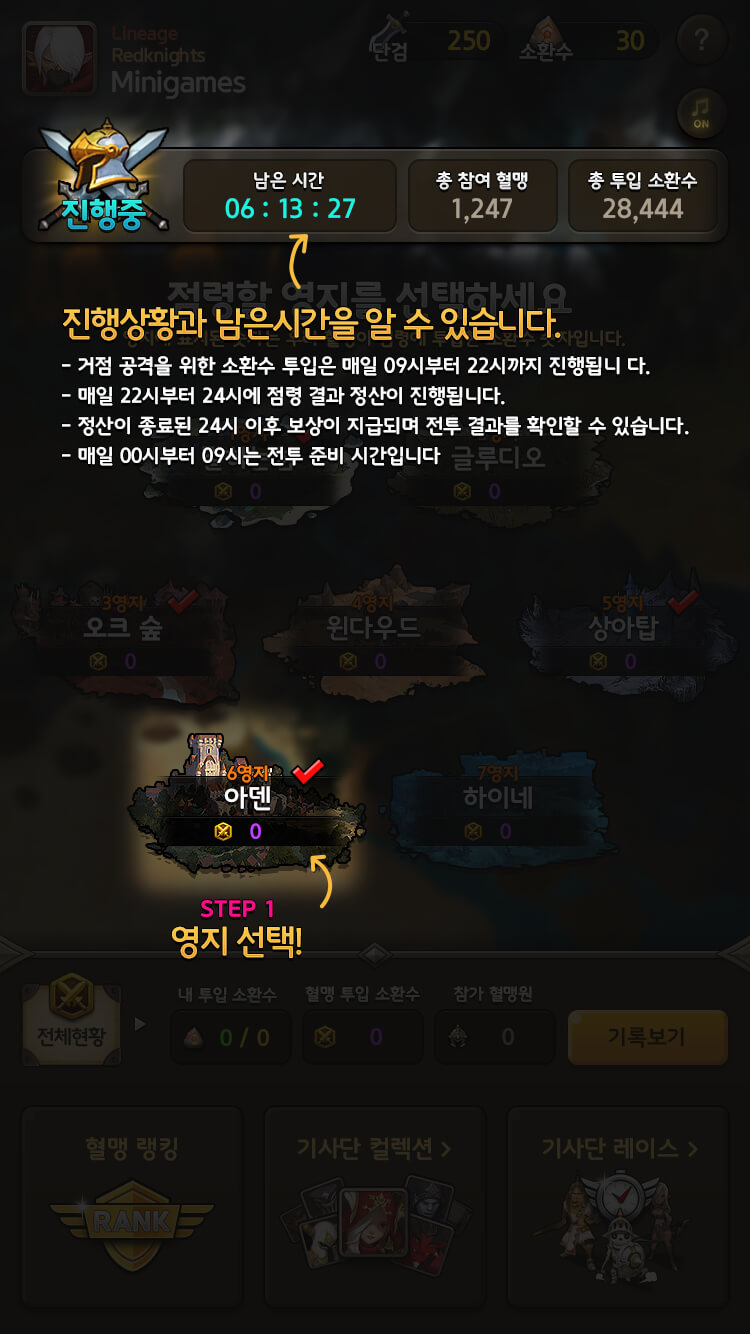 Lineage
Redknights
Minigames
단검
250
소환수
30
?
ON
진행중
남은 시간
06 : 13 : 27
총 참여 혈맹
1,247
총 투입 소환수
28,444
점령할 영지를 선택하세요
진행상황과 남은시간을 알 수 있습니다.
- 거점 공격을 위한 소환수 투입은 매일 09시부터 22시까지 진행됩니 다.
- 매일 22시부터 24시에 점령 결과 정산이 진행됩니다.
- 정산이 종료된 24시 이후 보상이 지급되며 전투 결과를 확인할 수 있습니다.
- 매일 00시부터 09시는 전투 준비 시간입니다
글루디오
0
0
3영지
오크 숲
0
4영지
윈다우드
0
5영지
상아탑
0
6영지
아덴
0
7영지
하이네
0
STEP 1
영지 선택!
전체현황
내 투입 소환수
0 / 0
혈맹 투입 소환수
0
참가 혈맹원
0
기록보기
혈맹 랭킹
RANK
기사단 컬렉션 >
기사단 레이스 >